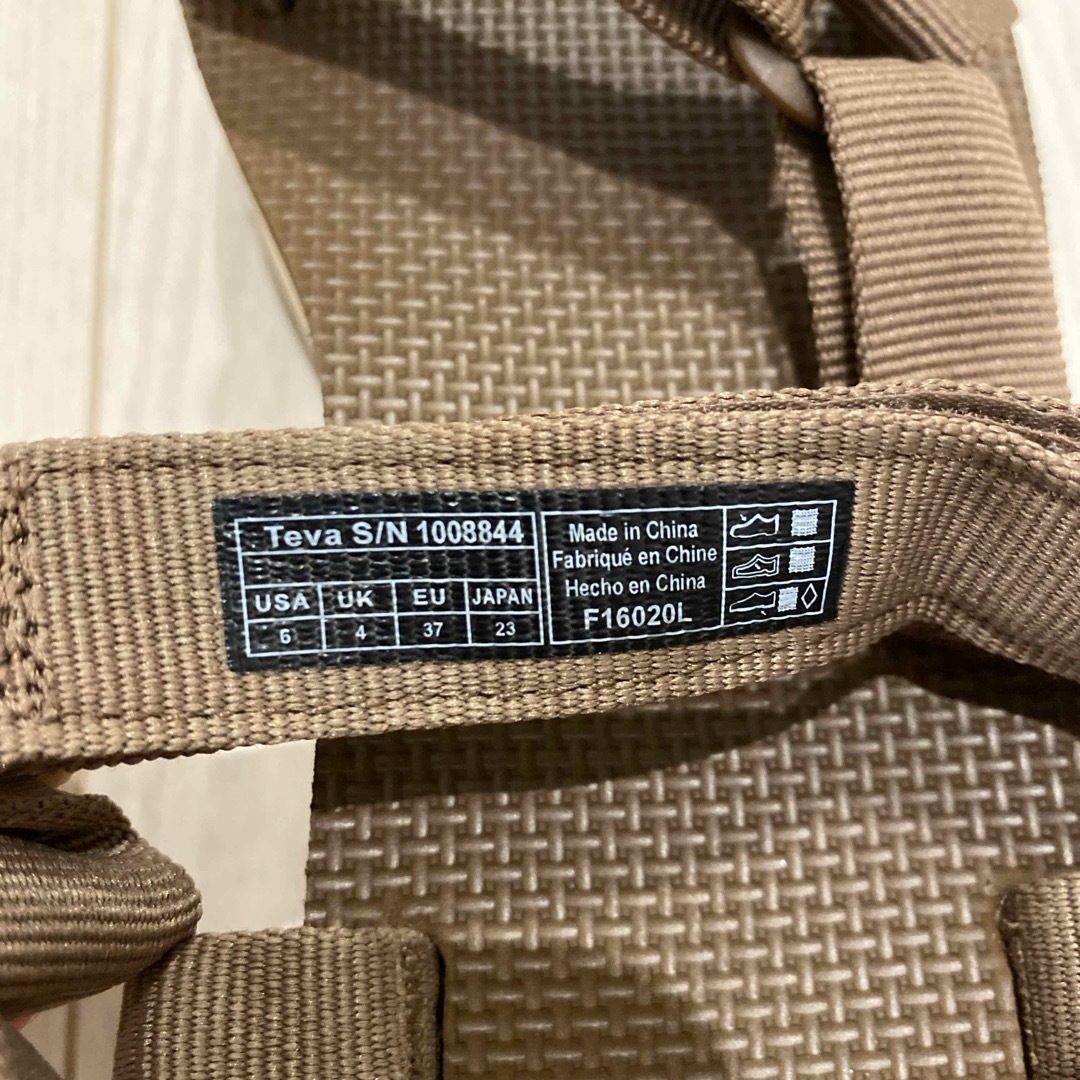 Teva S/N 1008844
USA UK EU JAPAN
6 4 37 23
Made in China
Fabriqué en Chine
Hecho en China
F16020L